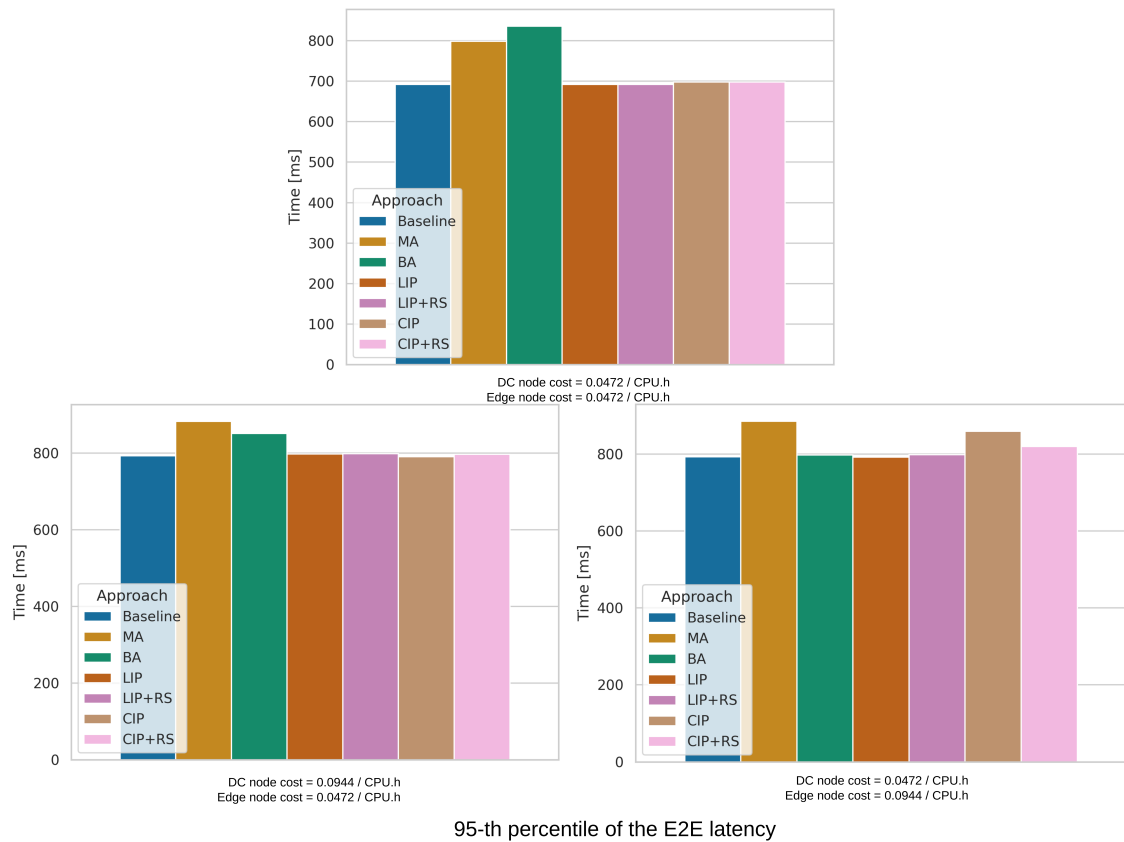 800
700
600
500
400
300
200
100
0
Time [ms]
Approach
Baseline
MA
BA
LIP
LIP+RS
CIP
CIP+RS
DC node cost = 0.0472 / CPU.h
Edge node cost = 0.0472 / CPU.h
800
600
400
200
0
Time [ms]
Approach
Baseline
MA
BA
LIP
LIP+RS
CIP
CIP+RS
DC node cost = 0.0944 / CPU.h
Edge node cost = 0.0472 / CPU.h
800
600
400
200
0
Time [ms]
Approach
Baseline
MA
BA
LIP
LIP+RS
CIP
CIP+RS
DC node cost = 0.0472 / CPU.h
Edge node cost = 0.0944 / CPU.h
95-th percentile of the E2E latency